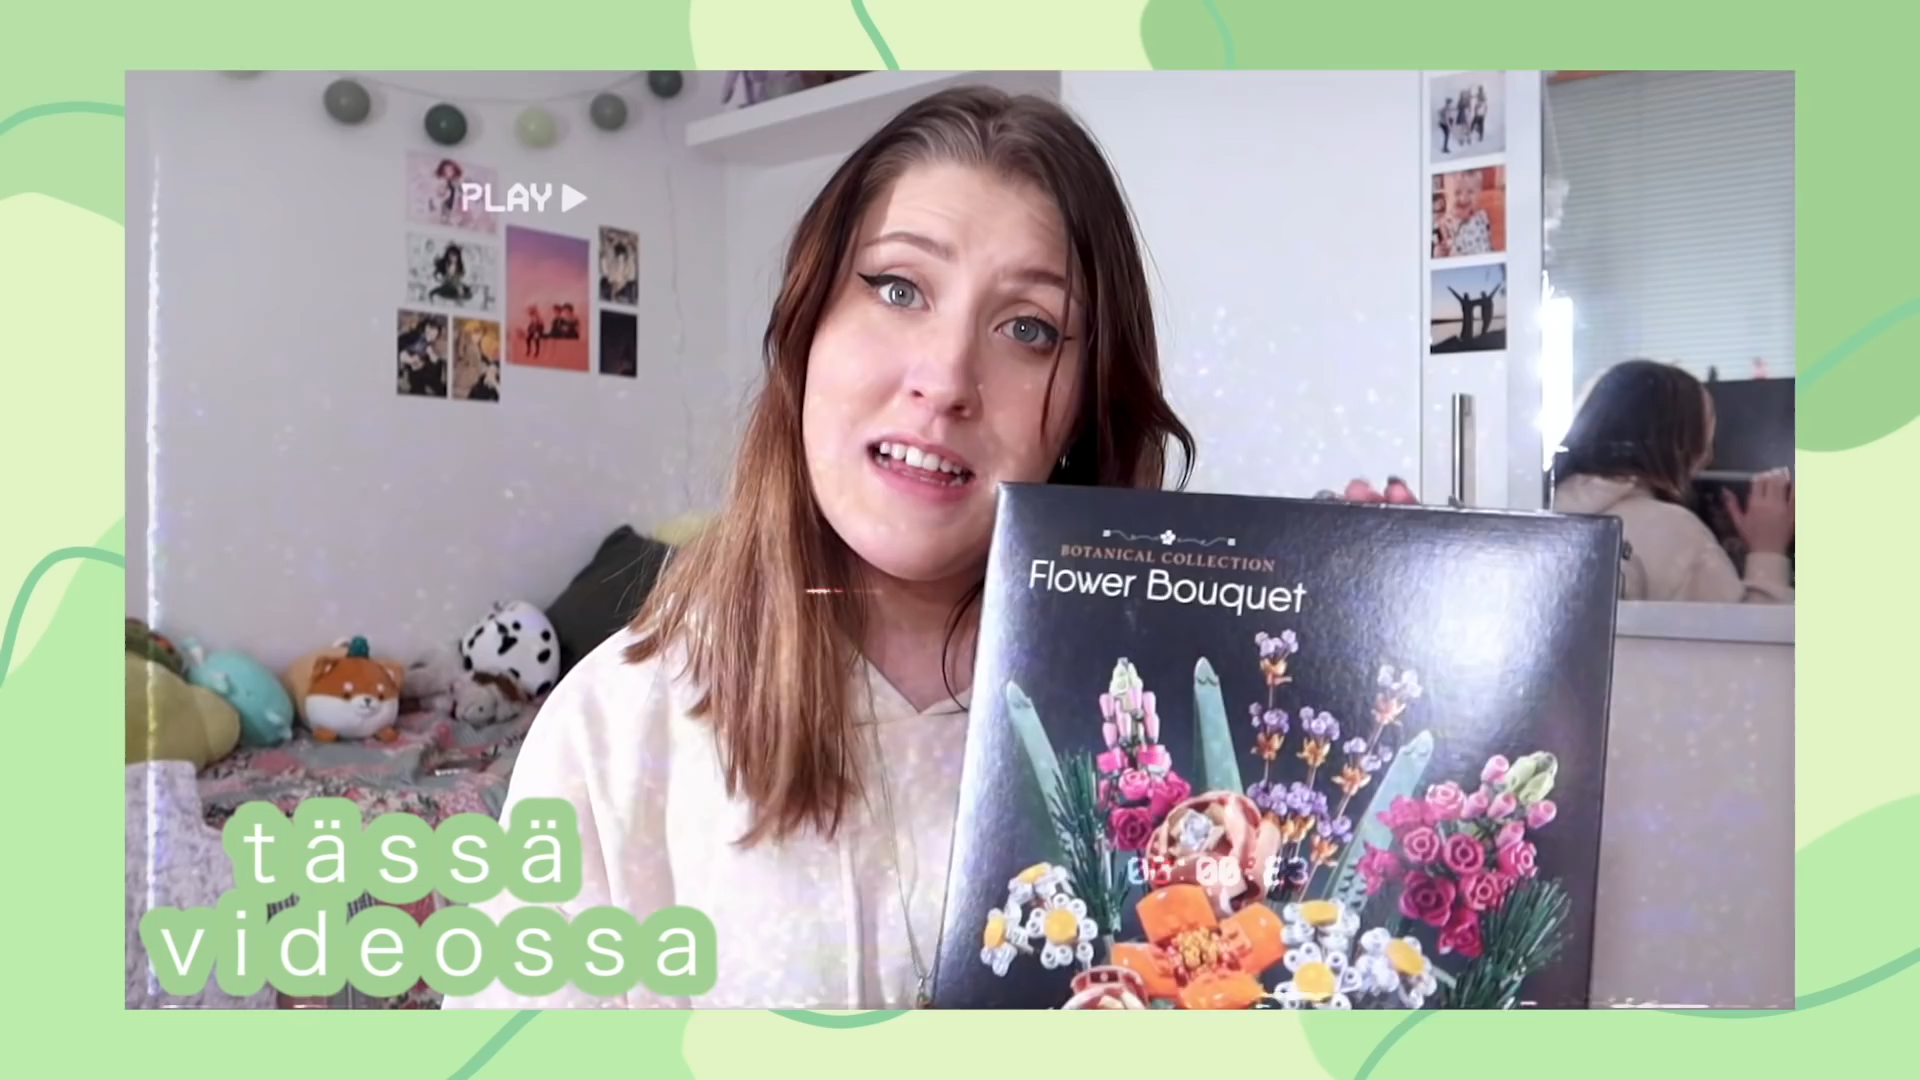 PLAY
BOTANICAL COLLECTION
Flower Bouquet
tässä
videossa